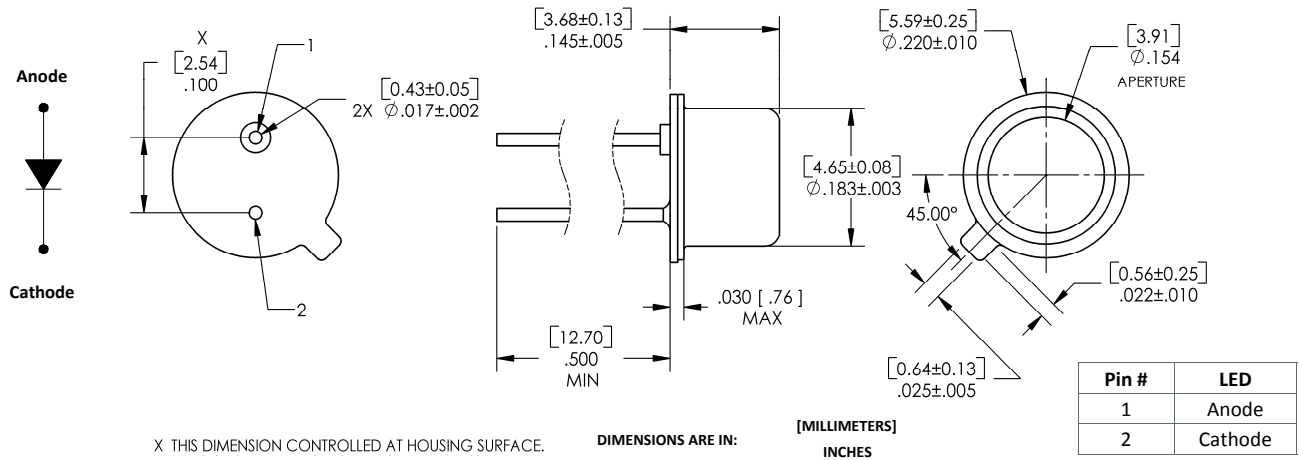 Anode
Cathode
X
[2.54]
.100
1
[0.43±0.05]
2X ∅.017±.002
2
[3.68±0.13]
.145±.005
[4.65±0.08]
∅.183±.003
.030 [ .76 ]
MAX
[12.70]
.500
MIN
[5.59±0.25]
∅.220±.010
[3.91]
∅.154
APERTURE
45.00°
[0.56±0.25]
.022±.010
[0.64±0.13]
.025±.005
Pin # LED
1 Anode
2 Cathode
X THIS DIMENSION CONTROLLED AT HOUSING SURFACE.
DIMENSIONS ARE IN:
[MILLIMETERS]
INCHES